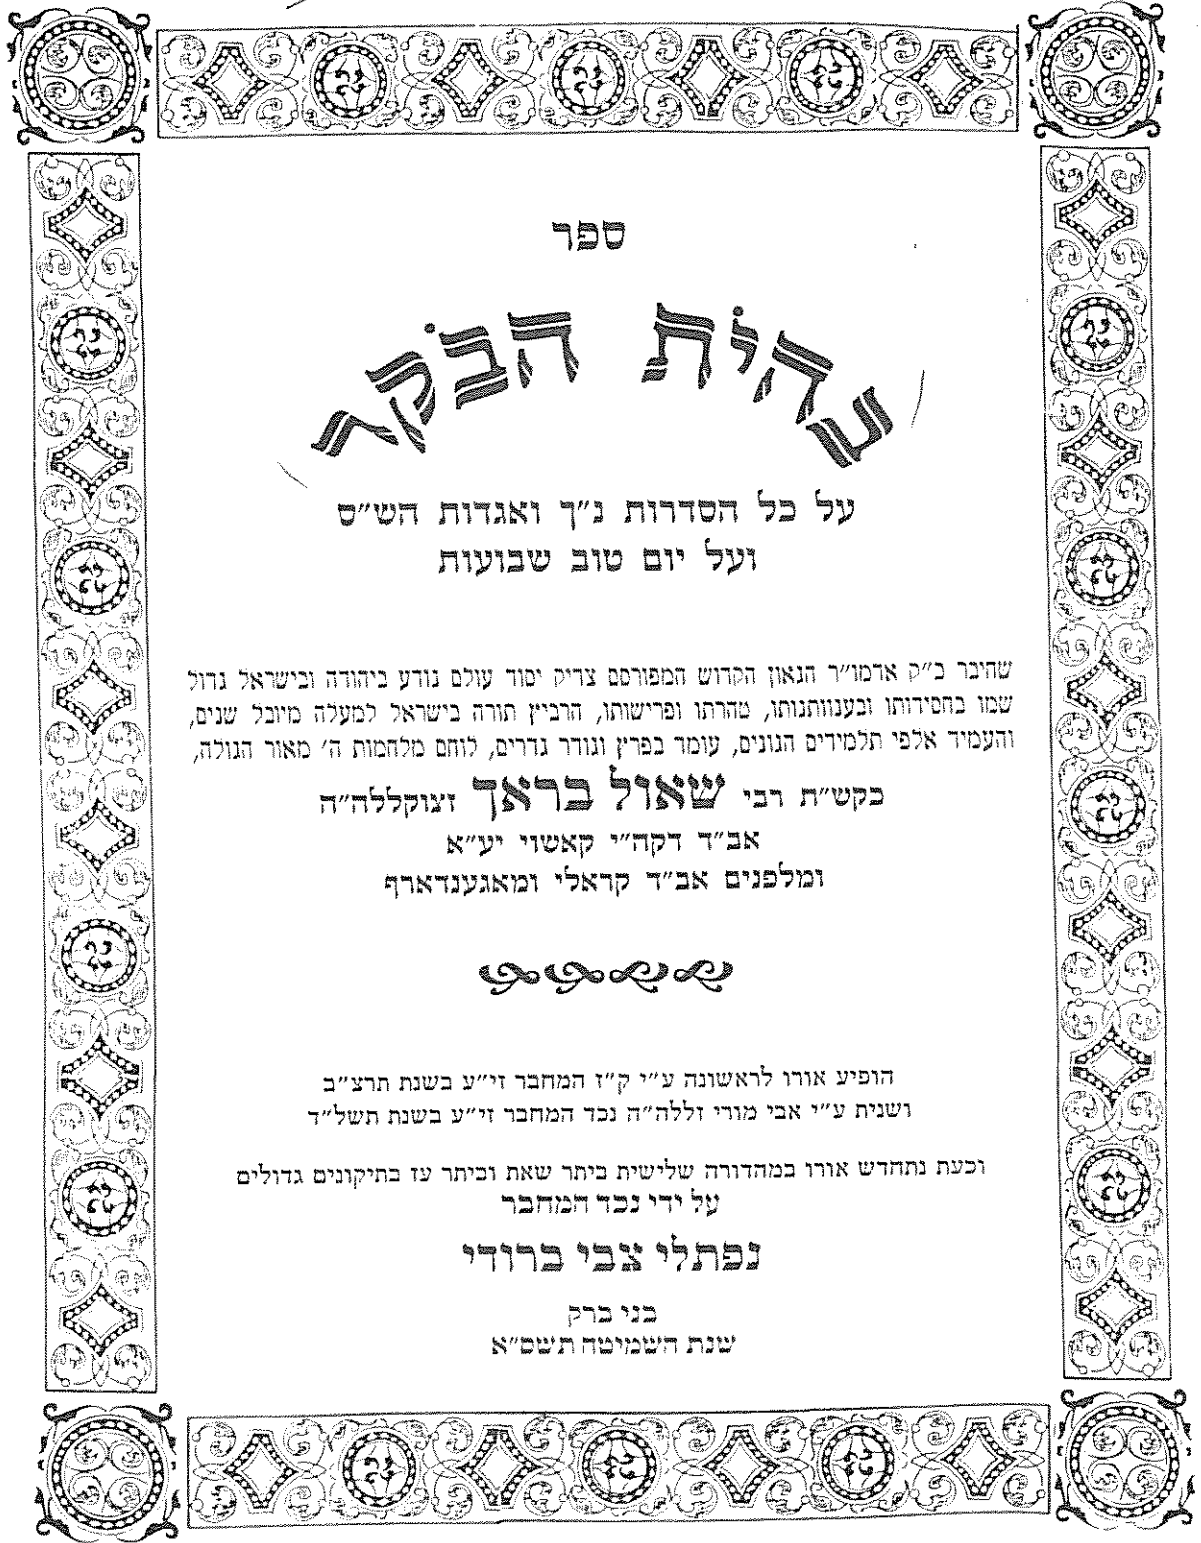 ספר
עהיֹת הבֹקר
על כל הסדרות נ״ך ואגדות הש״ס
ועל יום טוב שבועות
שחיבר כ״ק אדמו״ר הגאון הקדוש המפורסם צדיק יסוד עולם נודע ביהודה ובישראל גדול
שמו בחסידותו ובענוותנותו, טהרתו ופרישותו, הרביץ תורה בישראל למעלה מיובל שנים,
והעמיד אלפי תלמידים הגונים, עומד בפרץ וגודר גדרים, לוחם מלחמות ה׳ מאור הגולה,
בקש״ת רבי שאול בראך זצוקללה״ה
אב״ד דקה״י קאשוי יע״א
ומלפנים אב״ד קראלי ומאגענדארף
הופיע אורו לראשונה ע״י ק״ז המחבר זי״ע בשנת תרצ״ב
ושנית ע״י אבי מורי זללה״ה נכד המחבר זי״ע בשנת תשל״ד
וכעת נתחדש אורו במהדורה שלישית ביתר שאת וביתר עז בתיקונים גדולים
על ידי נכד המחבר
נפתלי צבי ברודי
בני ברק
שנת השמיטה תשס״א